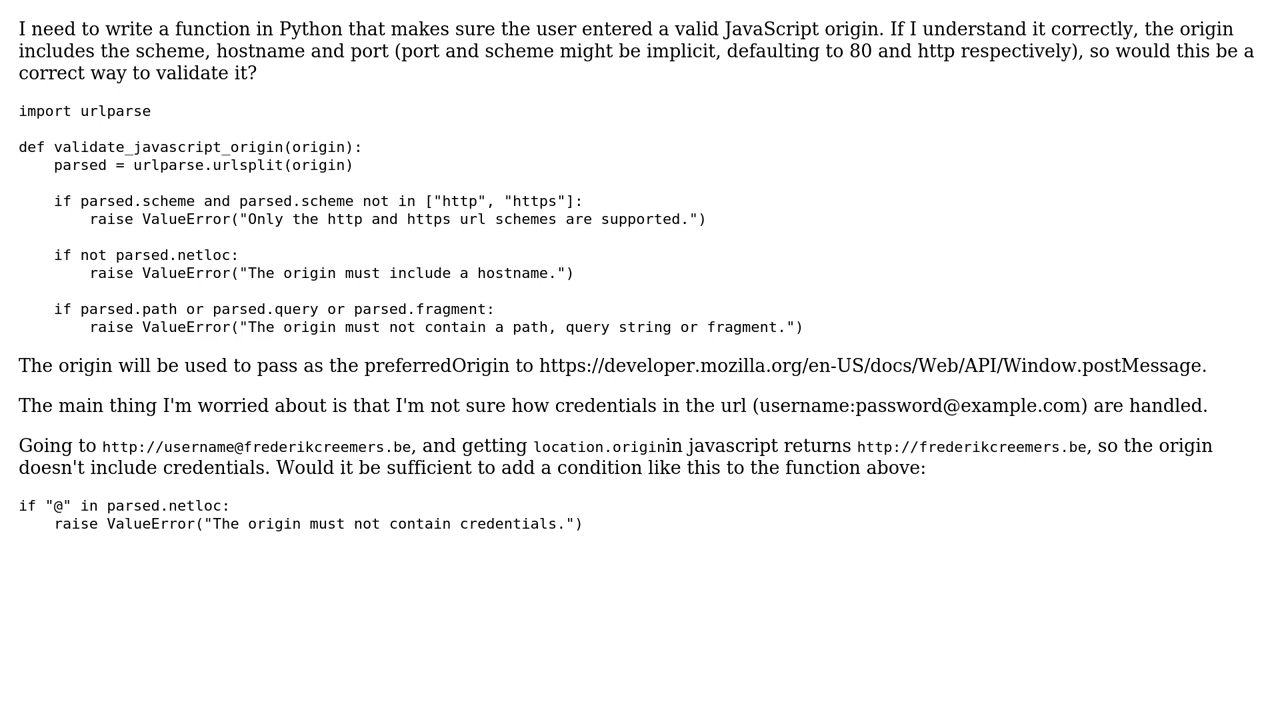 I need to write a function in Python that makes sure the user entered a valid JavaScript origin. If I understand it correctly, the origin
includes the scheme, hostname and port (port and scheme might be implicit, defaulting to 80 and http respectively), so would this be a
correct way to validate it?
import urlparse
def validate_javascript_origin(origin):
    parsed = urlparse.urlsplit(origin)
    if parsed.scheme and parsed.scheme not in ["http", "https"]:
        raise ValueError("Only the http and https url schemes are supported.")
    if not parsed.netloc:
        raise ValueError("The origin must include a hostname.")
    if parsed.path or parsed.query or parsed.fragment:
        raise ValueError("The origin must not contain a path, query string or fragment.")
The origin will be used to pass as the preferredOrigin to https://developer.mozilla.org/en-US/docs/Web/API/Window.postMessage.
The main thing I'm worried about is that I'm not sure how credentials in the url (username:password@example.com) are handled.
Going to http://username@frederikcreemers.be, and getting location.originin javascript returns http://frederikcreemers.be, so the origin
doesn't include credentials. Would it be sufficient to add a condition like this to the function above:
if "@" in parsed.netloc:
    raise ValueError("The origin must not contain credentials.")